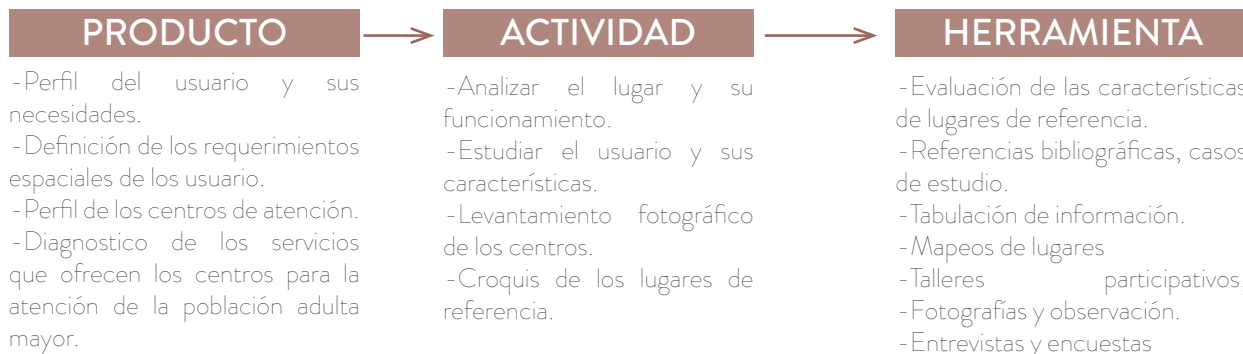 PRODUCTO
-Perfil del usuario y sus
necesidades.
-Definición de los requerimientos
espaciales de los usuario.
-Perfil de los centros de atención.
-Diagnostico de los servicios
que ofrecen los centros para la
atención de la población adulta
mayor.
ACTIVIDAD
-Analizar el lugar y su
funcionamiento.
-Estudiar el usuario y sus
características.
-Levantamiento fotográfico
de los centros.
-Croquis de los lugares de
referencia.
HERRAMIENTA
-Evaluación de las características
de lugares de referencia.
-Referencias bibliográficas, casos
de estudio.
-Tabulación de información.
-Mapeos de lugares
-Talleres participativos,
-Fotografías y observación.
-Entrevistas y encuestas